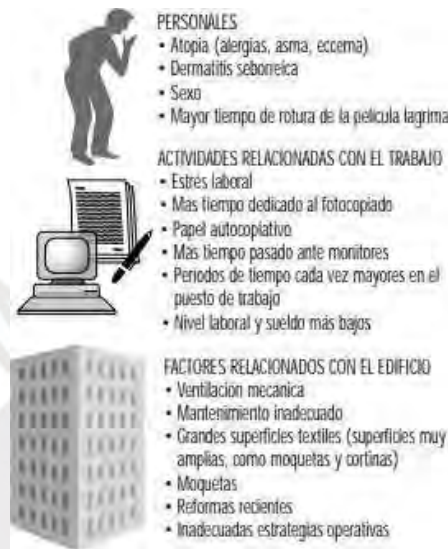 PERSONALES
• Atopia (alergias, asma, eccema)
• Dermatitis seborreica
• Sexo
• Mayor tiempo de rotura de la película lagrima
ACTIVIDADES RELACIONADAS CON EL TRABAJO
• Estrés laboral
• Mas tiempo dedicado al fotocopiado
• Papel autocopiativo
• Mas tiempo pasado ante monitores
• Periodos de tiempo cada vez mayores en el
puesto de trabajo
• Nivel laboral y sueldo más bajos
FACTORES RELACIONADOS CON EL EDIFICIO
• Ventilación mecánica
• Mantenimiento inadecuado
• Grandes superficies textiles (superficies muy
amplias, como moquetas y cortinas)
• Moquetas
• Reformas recientes
• Inadecuadas estrategias operativas